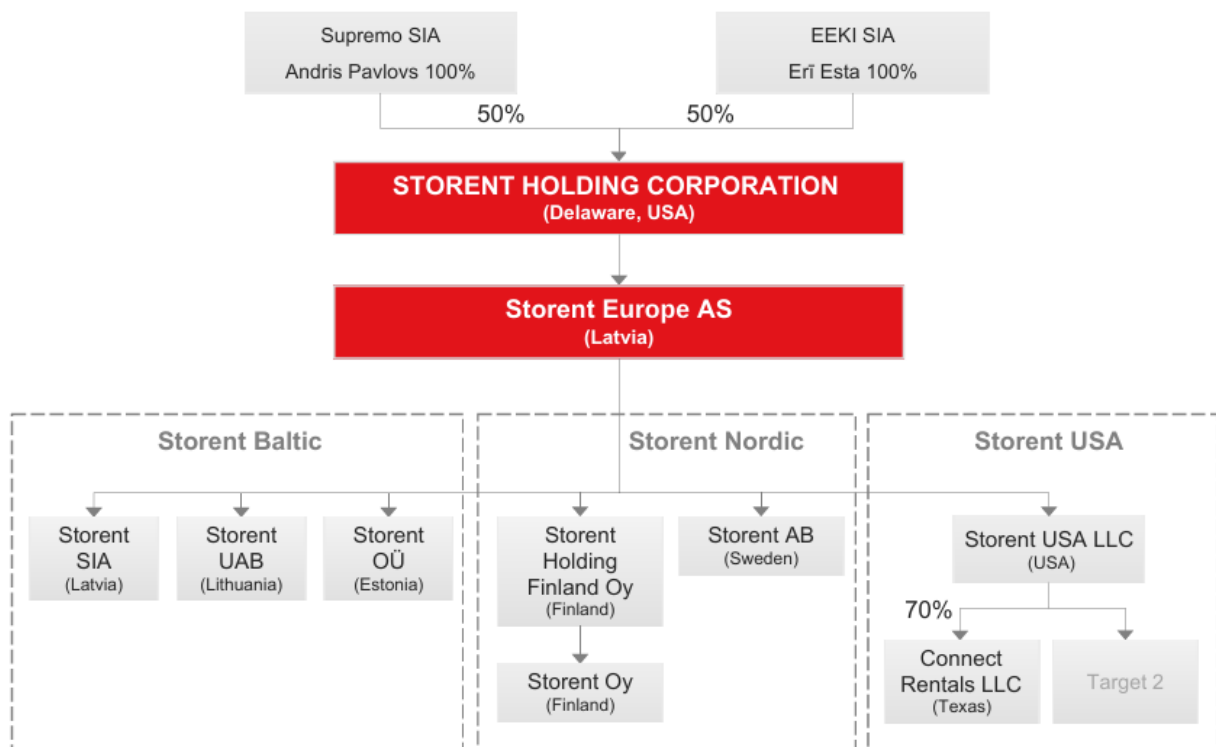 Supremo SIA
Andris Pavlovs 100%
EEKI SIA
Erī Esta 100%
50%
50%
STORENT HOLDING CORPORATION
(Delaware, USA)
Storent Europe AS
(Latvia)
Storent Baltic
Storent Nordic
Storent USA
Storent
SIA
(Latvia)
Storent
UAB
(Lithuania)
Storent
OÜ
(Estonia)
Storent
Holding
Finland Oy
(Finland)
Storent AB
(Sweden)
Storent USA LLC
(USA)
70%
Storent Oy
(Finland)
Connect
Rentals LLC
(Texas)
Target 2